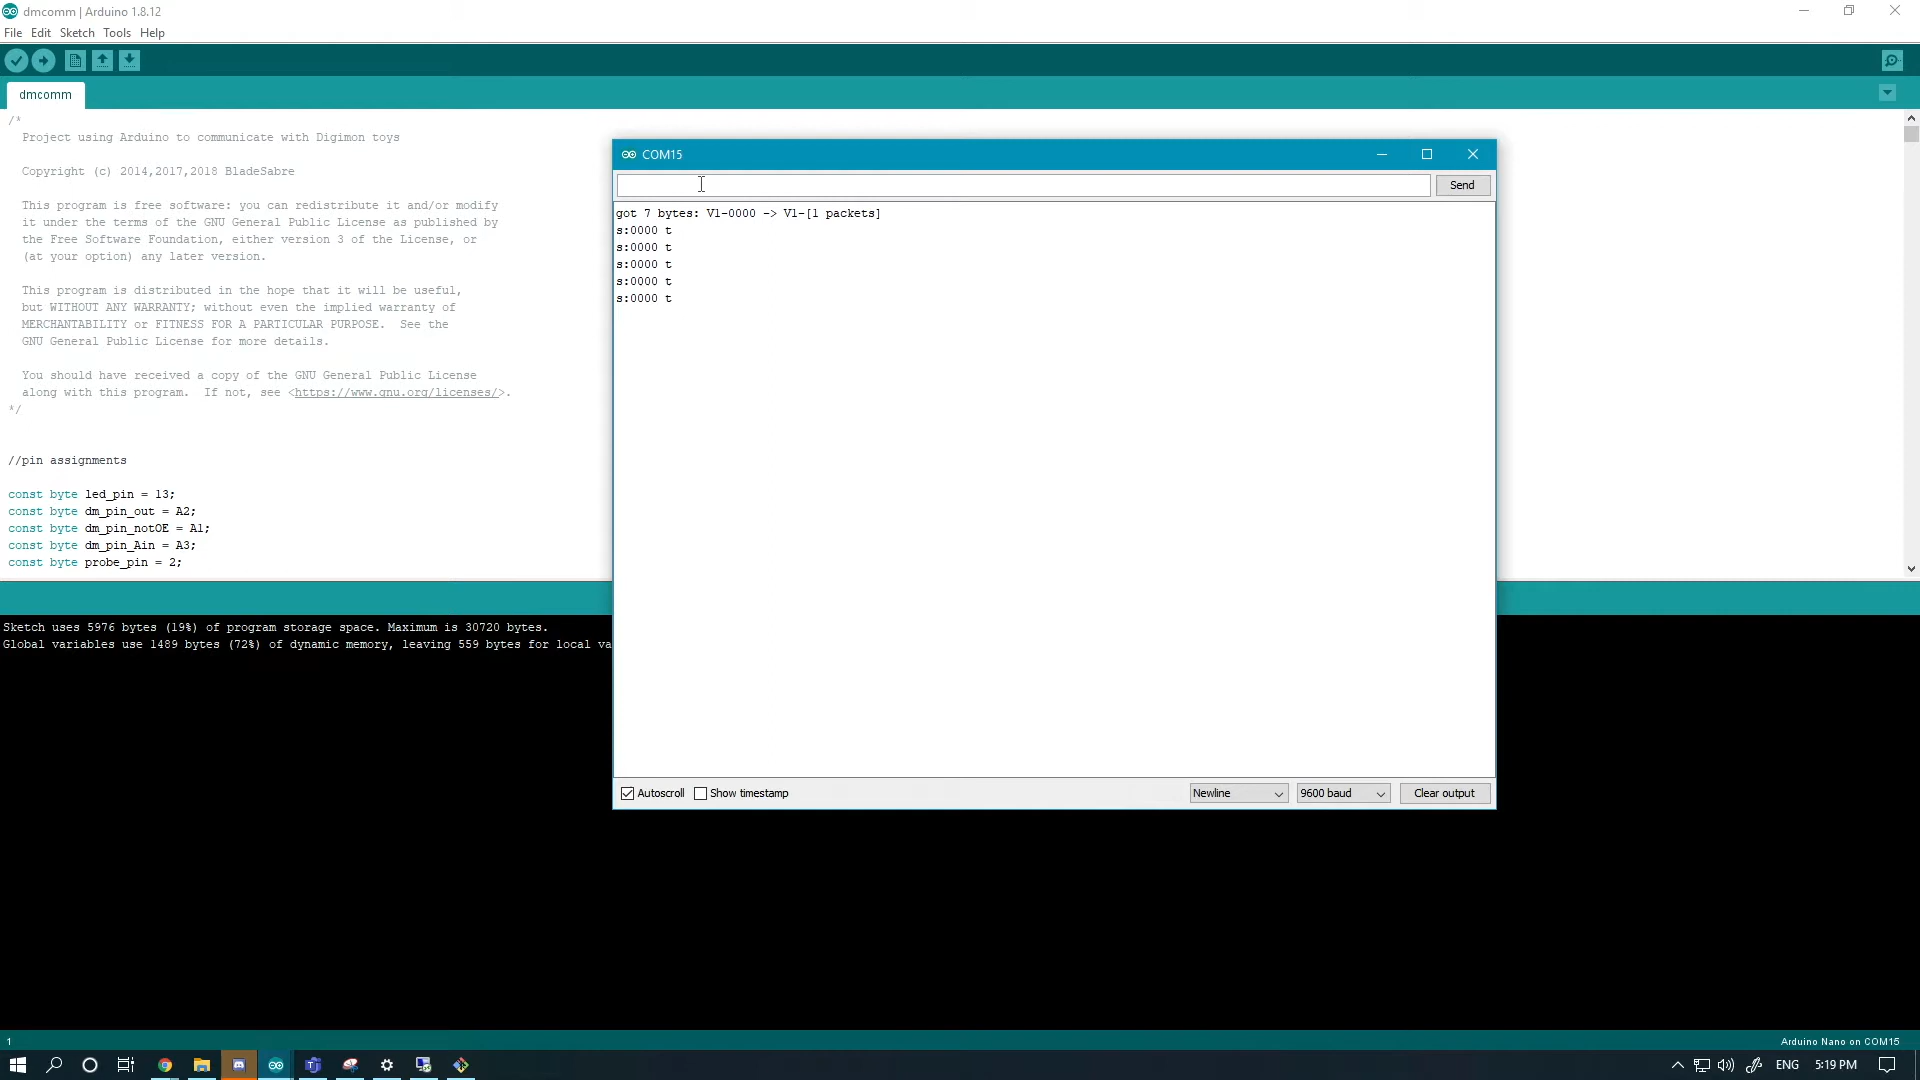 dmcomm | Arduino 1.8.12
File Edit Sketch Tools Help
dmcomm
/*
Project using Arduino to communicate with Digimon toys
Copyright (c) 2014,2017,2018 BladeSabre
This program is free software: you can redistribute it and/or modify
it under the terms of the GNU General Public License as published by
the Free Software Foundation, either version 3 of the License, or
(at your option) any later version.
This program is distributed in the hope that it will be useful,
but WITHOUT ANY WARRANTY; without even the implied warranty of
MERCHANTABILITY or FITNESS FOR A PARTICULAR PURPOSE.  See the
GNU General Public License for more details.
You should have received a copy of the GNU General Public License
along with this program.  If not, see <https://www.gnu.org/licenses/>.
*/
//pin assignments
const byte led_pin = 13;
const byte dm_pin_out = A2;
const byte dm_pin_notOE = A1;
const byte dm_pin_Ain = A3;
const byte probe_pin = 2;
COM15
Send
got 7 bytes: V1-0000 -> V1-[1 packets]
s:0000 t
s:0000 t
s:0000 t
s:0000 t
s:0000 t
Autoscroll Show timestamp Newline 9600 baud Clear output
Sketch uses 5976 bytes (19%) of program storage space. Maximum is 30720 bytes.
Global variables use 1489 bytes (72%) of dynamic memory, leaving 559 bytes for local va
1 Arduino Nano on COM15
ENG 5:19 PM